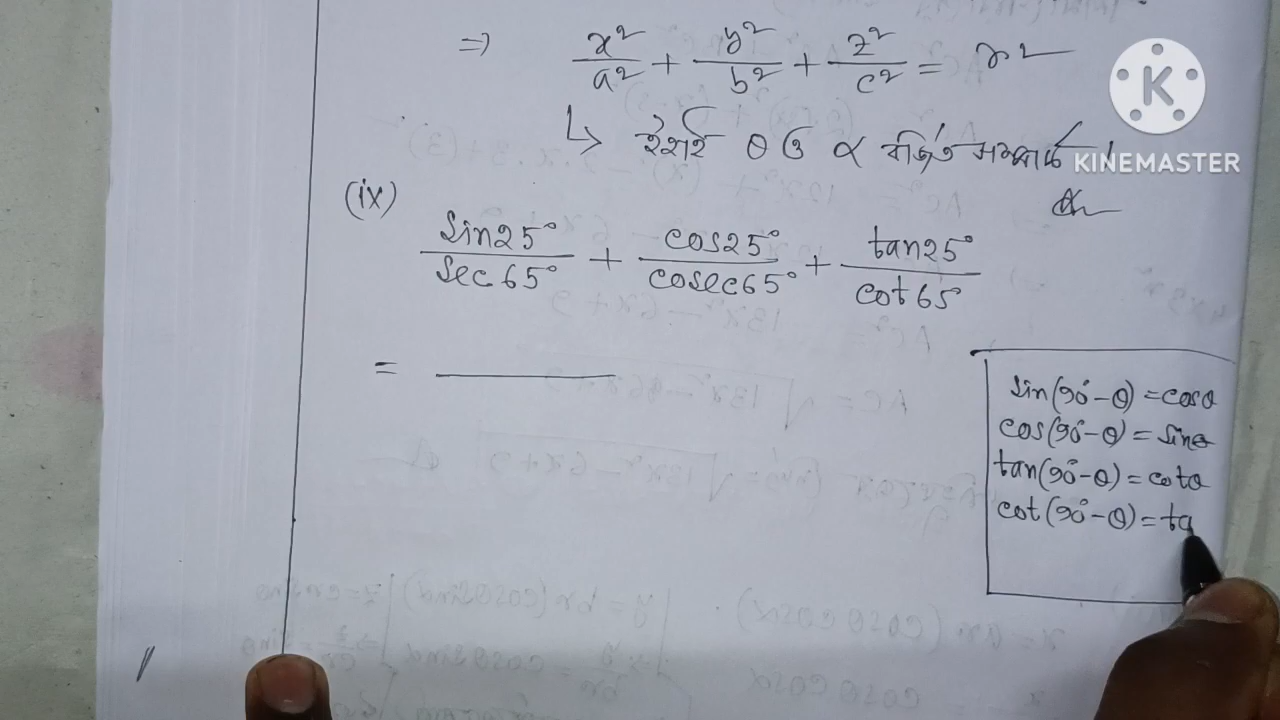 ⇒ x²/a² + y²/b² + z²/c² = r²
↳ ইহাই θ ও α বর্জিত সম্পর্ক।
K
KINEMASTER
(ix) sin25°/sec65° + cos25°/cosec65° + tan25°/cot65°
=
sin(90°-θ)=cosθ
cos(90°-θ)=sinθ
tan(90°-θ)=cotθ
cot(90°-θ)=ta